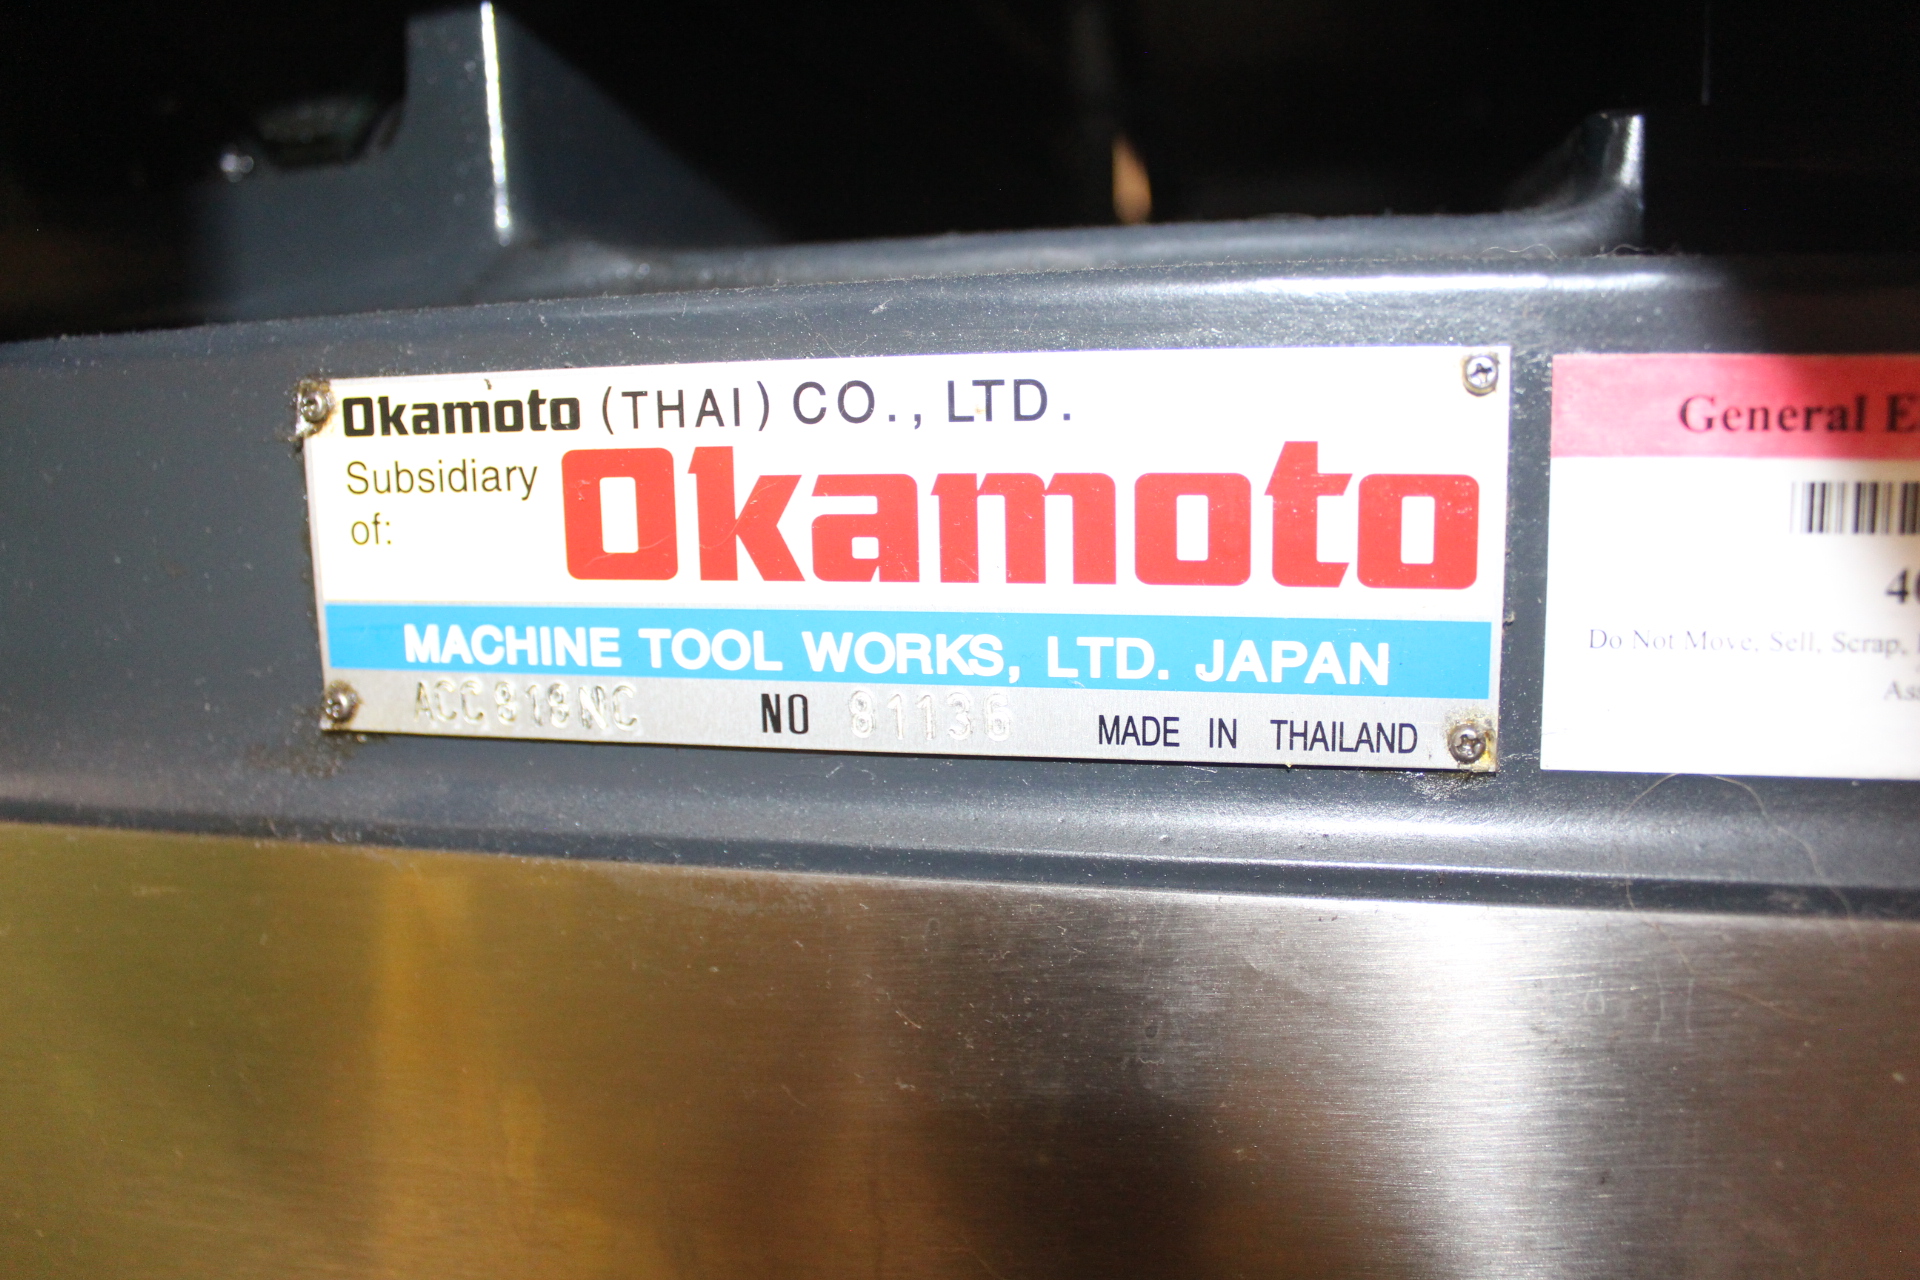 Okamoto (THAI) CO., LTD.
Subsidiary of:
Okamoto
MACHINE TOOL WORKS, LTD. JAPAN
ACC818NC NO 81136 MADE IN THAILAND
General
Do Not Move, Sell, Scrap,